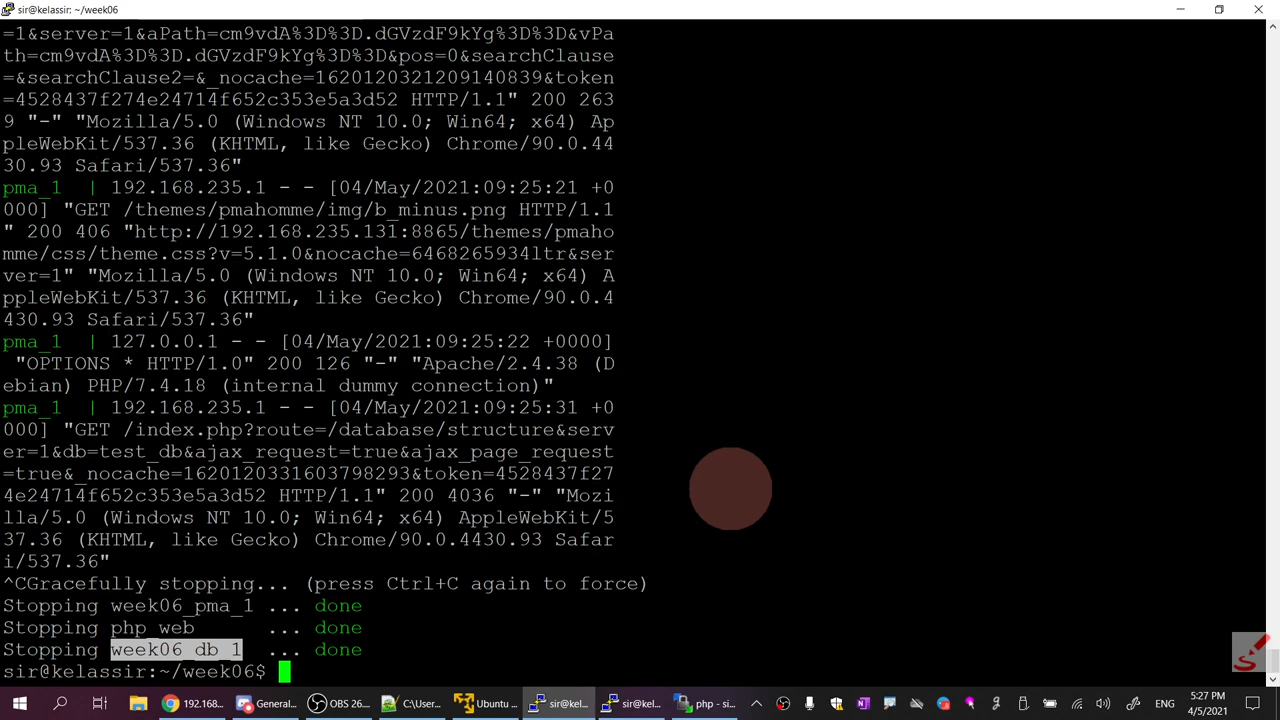 sir@kelassir: ~/week06
=1&server=1&aPath=cm9vdA%3D%3D.dGVzdF9kYg%3D%3D&vPa
th=cm9vdA%3D%3D.dGVzdF9kYg%3D%3D&pos=0&searchClause
=&searchClause2=&_nocache=1620120321209140839&token
=4528437f274e24714f652c353e5a3d52 HTTP/1.1" 200 263
9 "-" "Mozilla/5.0 (Windows NT 10.0; Win64; x64) Ap
pleWebKit/537.36 (KHTML, like Gecko) Chrome/90.0.44
30.93 Safari/537.36"
pma_1  | 192.168.235.1 - - [04/May/2021:09:25:21 +0
000] "GET /themes/pmahomme/img/b_minus.png HTTP/1.1
" 200 406 "http://192.168.235.131:8865/themes/pmaho
mme/css/theme.css?v=5.1.0&nocache=6468265934ltr&ser
ver=1" "Mozilla/5.0 (Windows NT 10.0; Win64; x64) A
ppleWebKit/537.36 (KHTML, like Gecko) Chrome/90.0.4
430.93 Safari/537.36"
pma_1  | 127.0.0.1 - - [04/May/2021:09:25:22 +0000]
 "OPTIONS * HTTP/1.0" 200 126 "-" "Apache/2.4.38 (D
ebian) PHP/7.4.18 (internal dummy connection)"
pma_1  | 192.168.235.1 - - [04/May/2021:09:25:31 +0
000] "GET /index.php?route=/database/structure&serv
er=1&db=test_db&ajax_request=true&ajax_page_request
=true&_nocache=1620120331603798293&token=4528437f27
4e24714f652c353e5a3d52 HTTP/1.1" 200 4036 "-" "Mozi
lla/5.0 (Windows NT 10.0; Win64; x64) AppleWebKit/5
37.36 (KHTML, like Gecko) Chrome/90.0.4430.93 Safar
i/537.36"
^CGracefully stopping... (press Ctrl+C again to force)
Stopping week06_pma_1 ... done
Stopping php_web      ... done
Stopping week06_db_1  ... done
sir@kelassir:~/week06$
192.168...
General...
OBS 26...
C:\User...
Ubuntu ...
sir@kel...
sir@kel...
php - si...
ENG
5:27 PM
4/5/2021